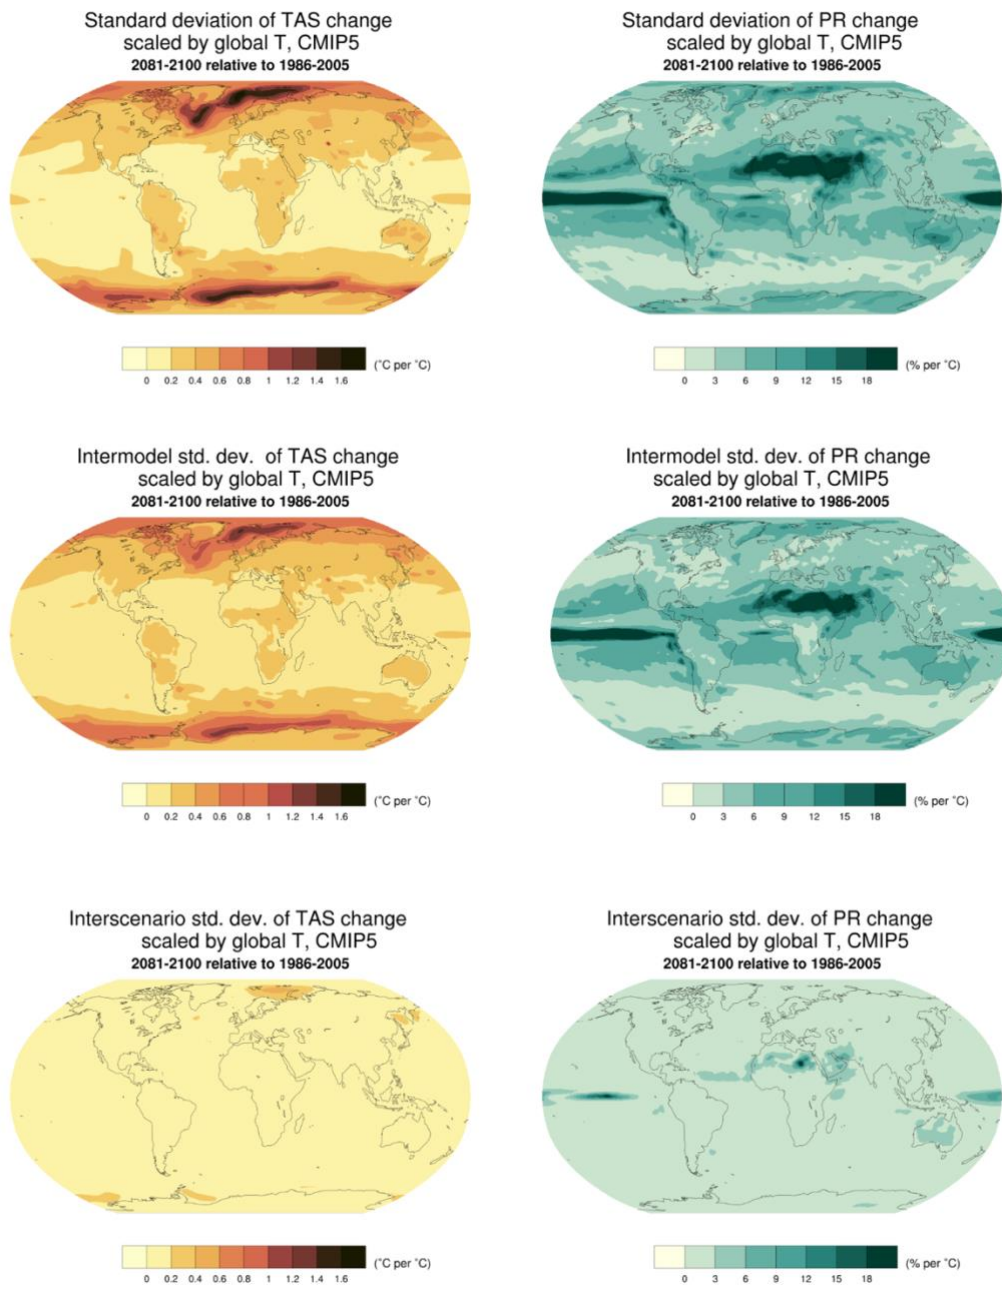 Standard deviation of TAS change
scaled by global T, CMIP5
2081-2100 relative to 1986-2005
0 0.2 0.4 0.6 0.8 1 1.2 1.4 1.6 (°C per °C)
Standard deviation of PR change
scaled by global T, CMIP5
2081-2100 relative to 1986-2005
0 3 6 9 12 15 18 (% per °C)
Intermodel std. dev. of TAS change
scaled by global T, CMIP5
2081-2100 relative to 1986-2005
0 0.2 0.4 0.6 0.8 1 1.2 1.4 1.6 (°C per °C)
Intermodel std. dev. of PR change
scaled by global T, CMIP5
2081-2100 relative to 1986-2005
0 3 6 9 12 15 18 (% per °C)
Interscenario std. dev. of TAS change
scaled by global T, CMIP5
2081-2100 relative to 1986-2005
0 0.2 0.4 0.6 0.8 1 1.2 1.4 1.6 (°C per °C)
Interscenario std. dev. of PR change
scaled by global T, CMIP5
2081-2100 relative to 1986-2005
0 3 6 9 12 15 18 (% per °C)